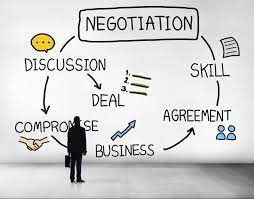 NEGOTIATION
DISCUSSION
SKILL
1.
2.
3.
DEAL
AGREEMENT
COMPROMISE
BUSINESS